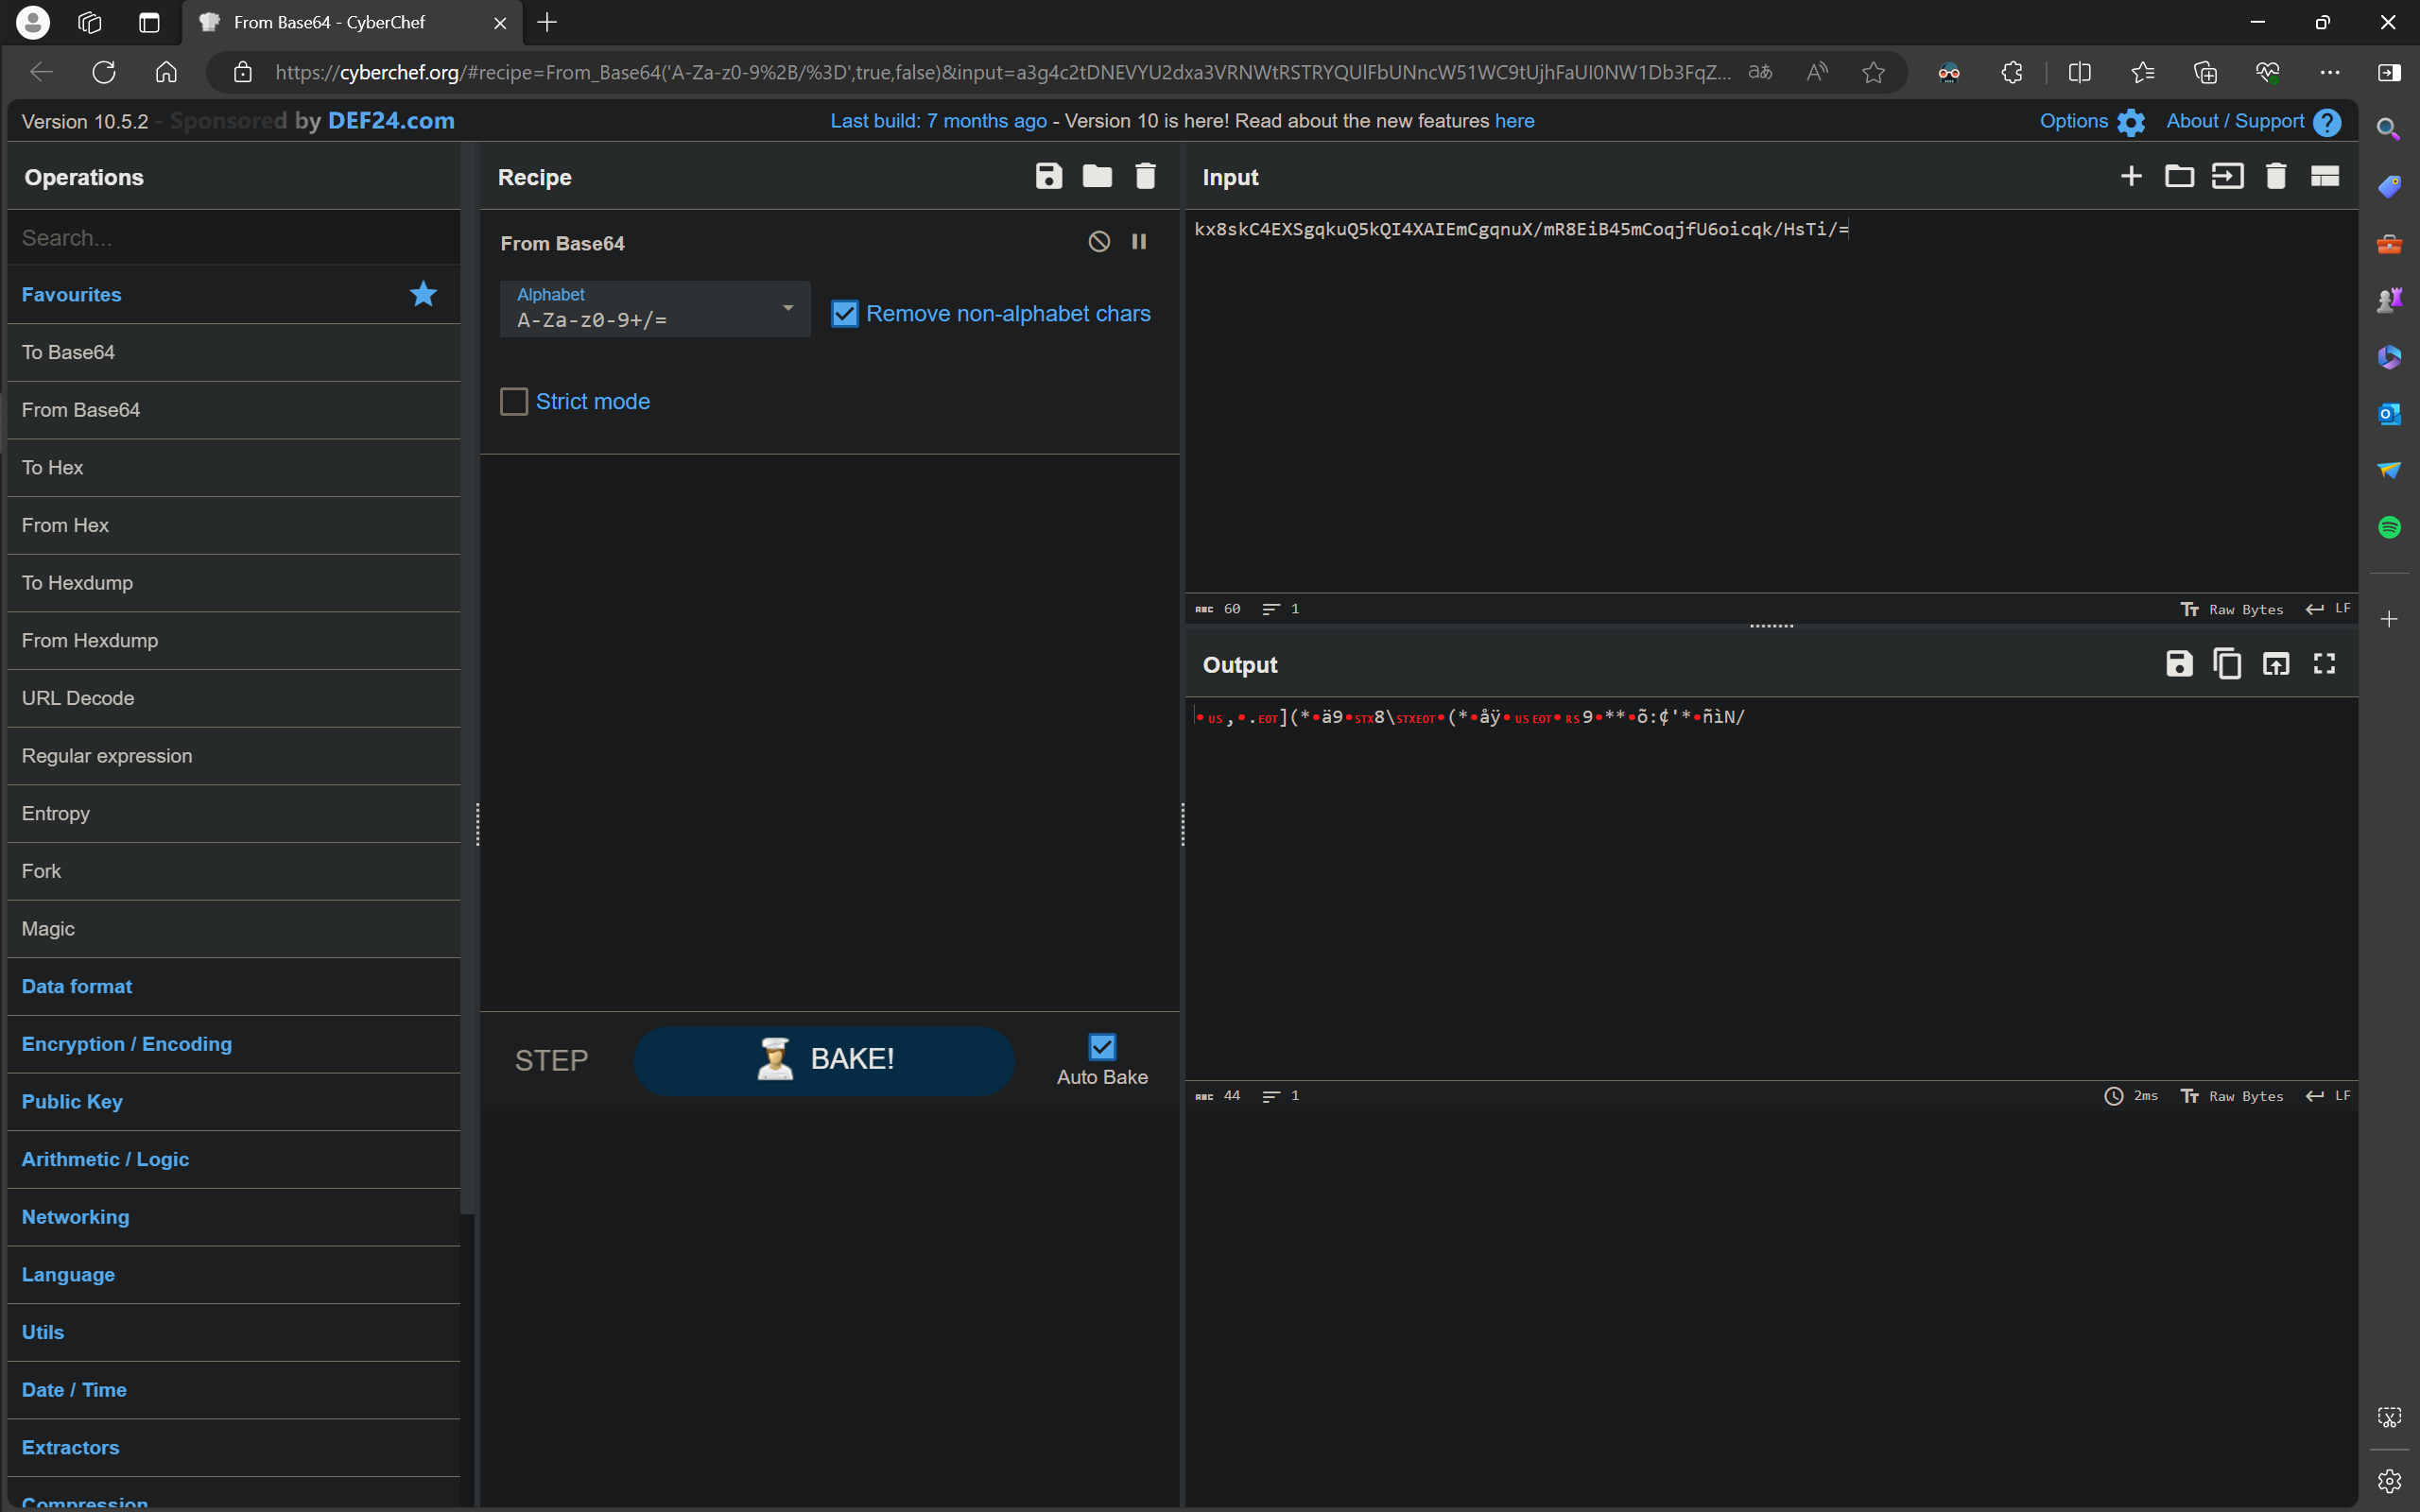 From Base64 - CyberChef
https://cyberchef.org/#recipe=From_Base64('A-Za-z0-9%2B/%3D',true,false)&input=a3g4c2tDNEVYU2dxa3VRNWtRSTRYQUlFbUNncW51WC9tUjhFaUI0NW1Db3FqZ...
Version 10.5.2 - Sponsored by DEF24.com
Last build: 7 months ago - Version 10 is here! Read about the new features here
Options
About / Support
Operations
Search...
Favourites
To Base64
From Base64
To Hex
From Hex
To Hexdump
From Hexdump
URL Decode
Regular expression
Entropy
Fork
Magic
Data format
Encryption / Encoding
Public Key
Arithmetic / Logic
Networking
Language
Utils
Date / Time
Extractors
Compression
Recipe
From Base64
Alphabet
A-Za-z0-9+/=
Remove non-alphabet chars
Strict mode
STEP
BAKE!
Auto Bake
Input
kx8skC4EXSgqkuQ5kQI4XAIEmCgqnuX/mR8EiB45mCoqjfU6oicqk/HsTi/=
ABC 60 1
Raw Bytes LF
Output
•US,•.EOT](*•ä9•STX8\STXEOT•(*•åÿ•USEOT•RS9•**•õ:¢'*•ñìN/
ABC 44 1
2ms Raw Bytes LF